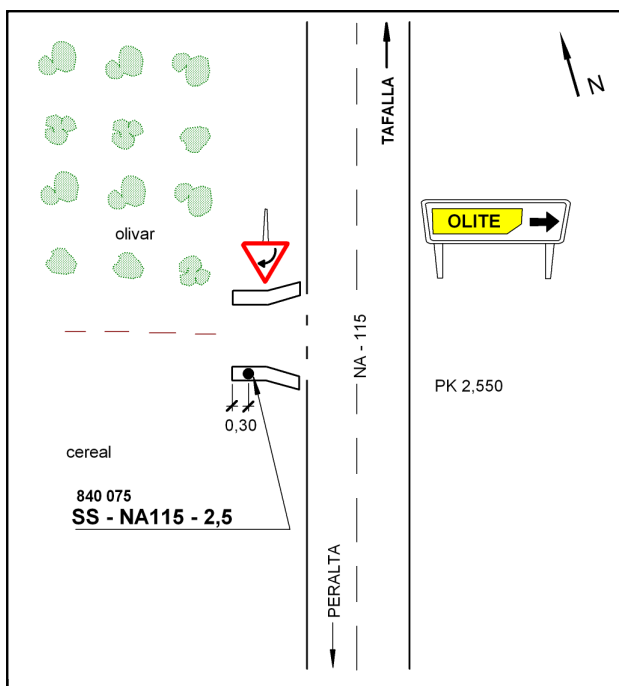 TAFALLA
N
OLITE
olivar
NA - 115
PK 2,550
0,30
cereal
840 075
SS - NA115 - 2,5
PERALTA